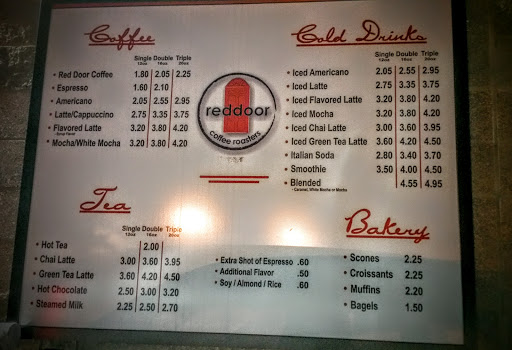 Coffee
Single Double Triple
12oz 16oz 20oz
• Red Door Coffee 1.80 2.05 2.25
• Espresso 1.60 2.10
• Americano 2.05 2.55 2.95
• Latte/Cappuccino 2.75 3.35 3.75
• Flavored Latte 3.20 3.80 4.20
• Mocha/White Mocha 3.20 3.80 4.20
reddoor
coffee roasters
Cold Drinks
Single Double Triple
12oz 16oz 20oz
• Iced Americano 2.05 2.55 2.95
• Iced Latte 2.75 3.35 3.75
• Iced Flavored Latte 3.20 3.80 4.20
• Iced Mocha 3.20 3.80 4.20
• Iced Chai Latte 3.00 3.60 3.95
• Iced Green Tea Latte 3.60 4.20 4.50
• Italian Soda 2.80 3.40 3.70
• Smoothie 3.50 4.00 4.50
• Blended 4.55 4.95
- Caramel, White Mocha or Mocha
Tea
Single Double Triple
12oz 16oz 20oz
• Hot Tea 2.00
• Chai Latte 3.00 3.60 3.95
• Green Tea Latte 3.60 4.20 4.50
• Hot Chocolate 2.50 3.00 3.20
• Steamed Milk 2.25 2.50 2.70
• Extra Shot of Espresso .60
• Additional Flavor .50
• Soy / Almond / Rice .60
Bakery
• Scones 2.25
• Croissants 2.25
• Muffins 2.20
• Bagels 1.50